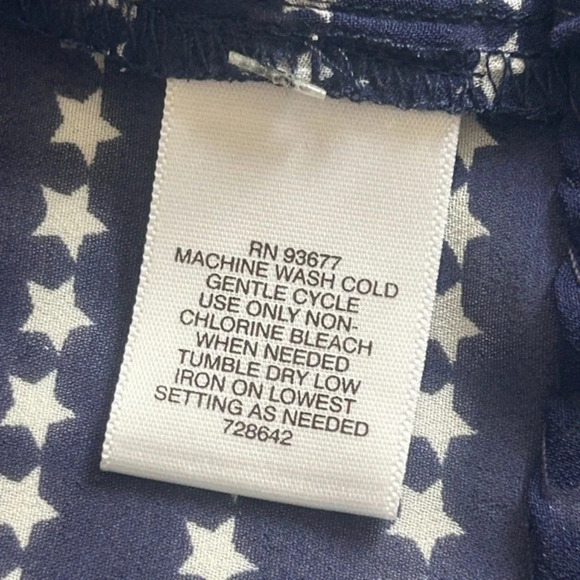 RN 93677
MACHINE WASH COLD
GENTLE CYCLE
USE ONLY NON-
CHLORINE BLEACH
WHEN NEEDED
TUMBLE DRY LOW
IRON ON LOWEST
SETTING AS NEEDED
728642